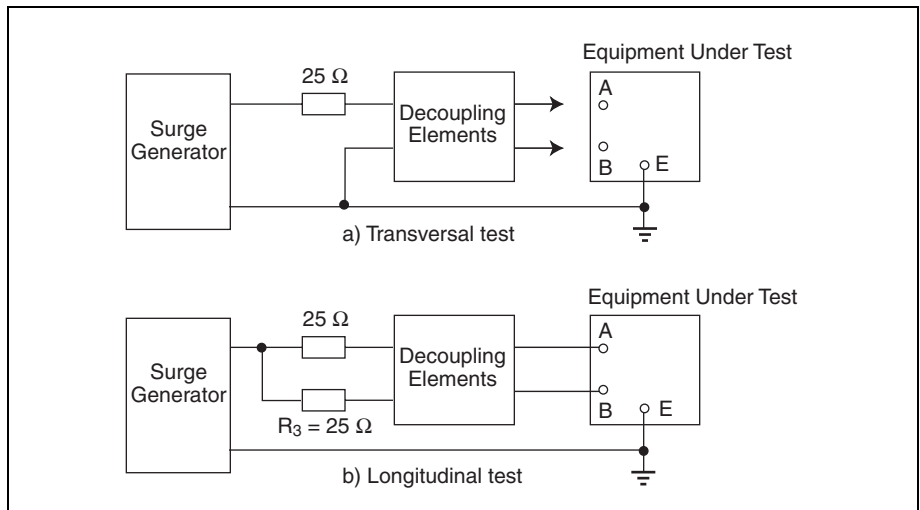 Equipment Under Test
25 Ω
A
Surge
Generator
Decoupling
Elements
B
E
a) Transversal test
Equipment Under Test
25 Ω
A
Surge
Generator
Decoupling
Elements
B
E
R3 = 25 Ω
b) Longitudinal test